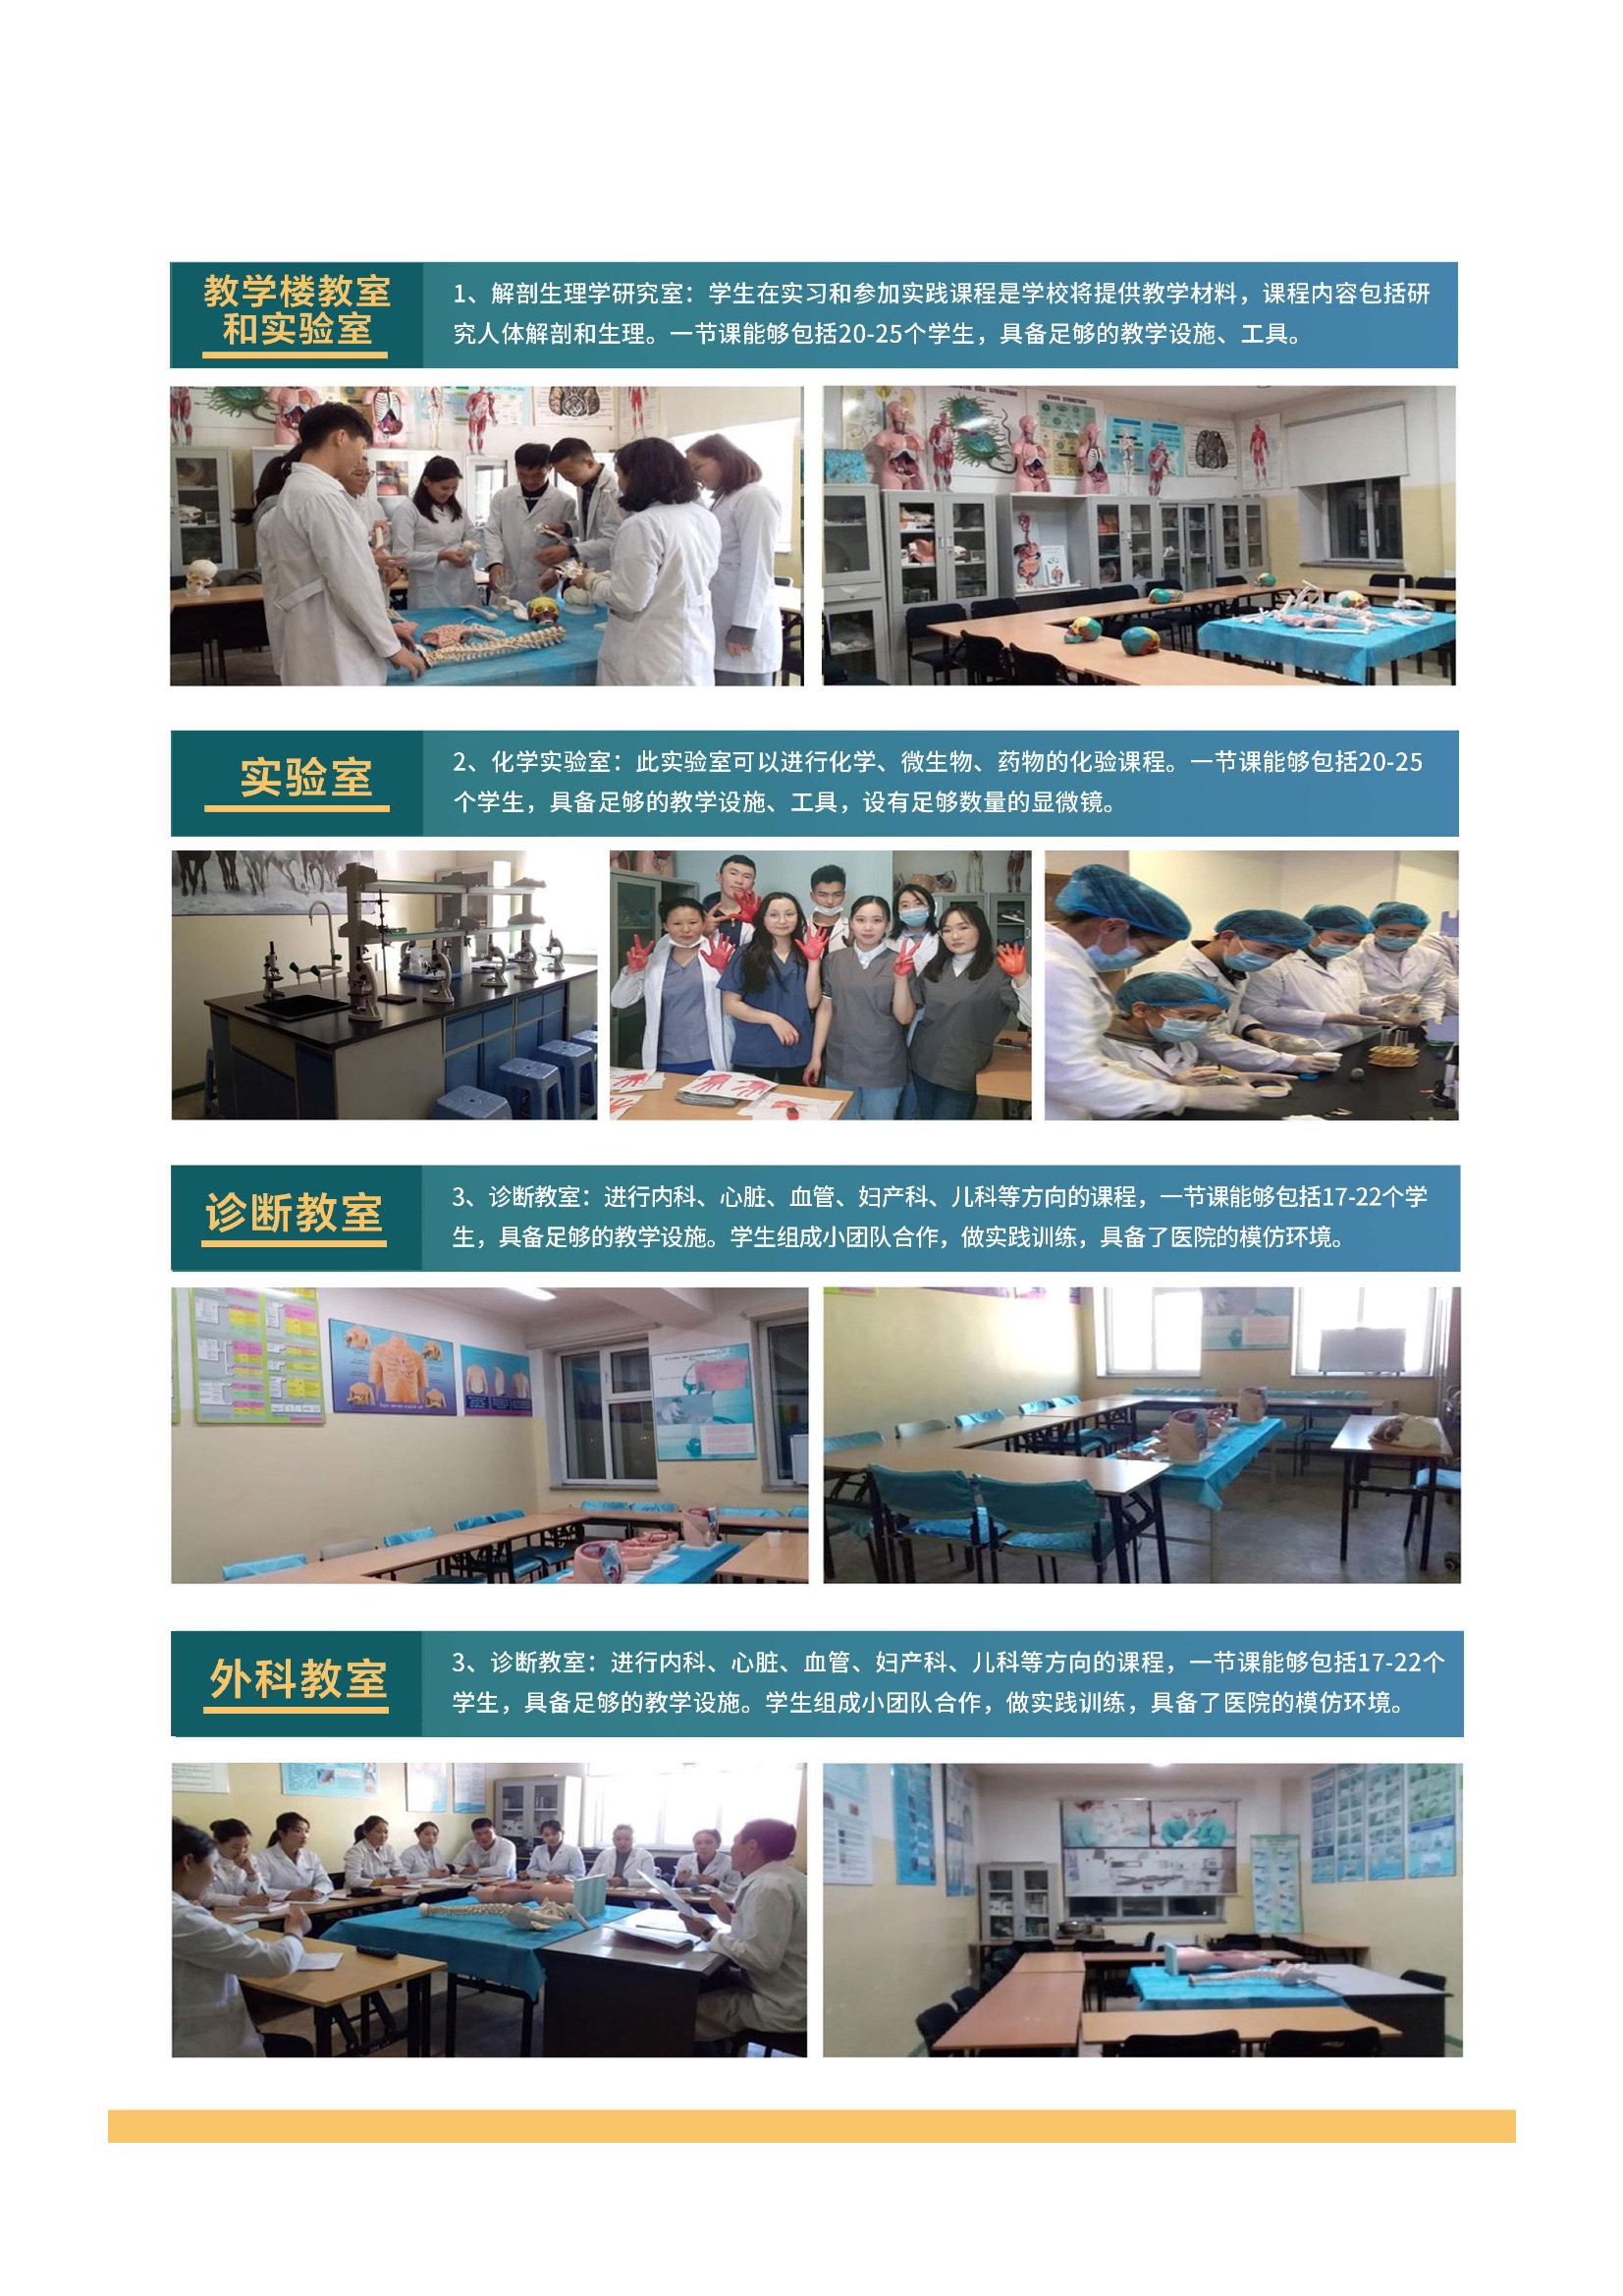 教学楼教室
和实验室
1、解剖生理学研究室：学生在实习和参加实践课程是学校将提供教学材料，课程内容包括研
究人体解剖和生理。一节课能够包括20-25个学生，具备足够的教学设施、工具。
实验室
2、化学实验室：此实验室可以进行化学、微生物、药物的化验课程。一节课能够包括20-25
个学生，具备足够的教学设施、工具，设有足够数量的显微镜。
诊断教室
3、诊断教室：进行内科、心脏、血管、妇产科、儿科等方向的课程，一节课能够包括17-22个学
生，具备足够的教学设施。学生组成小团队合作，做实践训练，具备了医院的模仿环境。
外科教室
3、诊断教室：进行内科、心脏、血管、妇产科、儿科等方向的课程，一节课能够包括17-22个
学生，具备足够的教学设施。学生组成小团队合作，做实践训练，具备了医院的模仿环境。